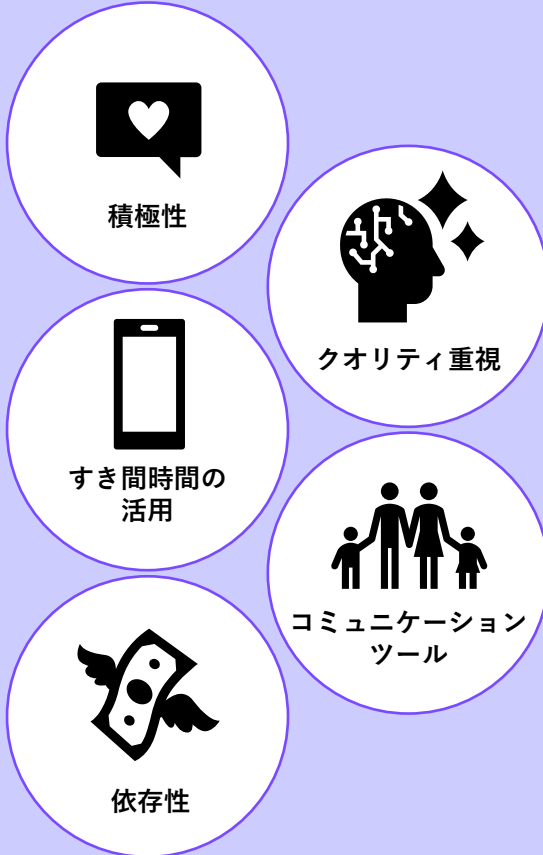 積極性
クオリティ重視
すき間時間の
活用
コミュニケーション
ツール
依存性